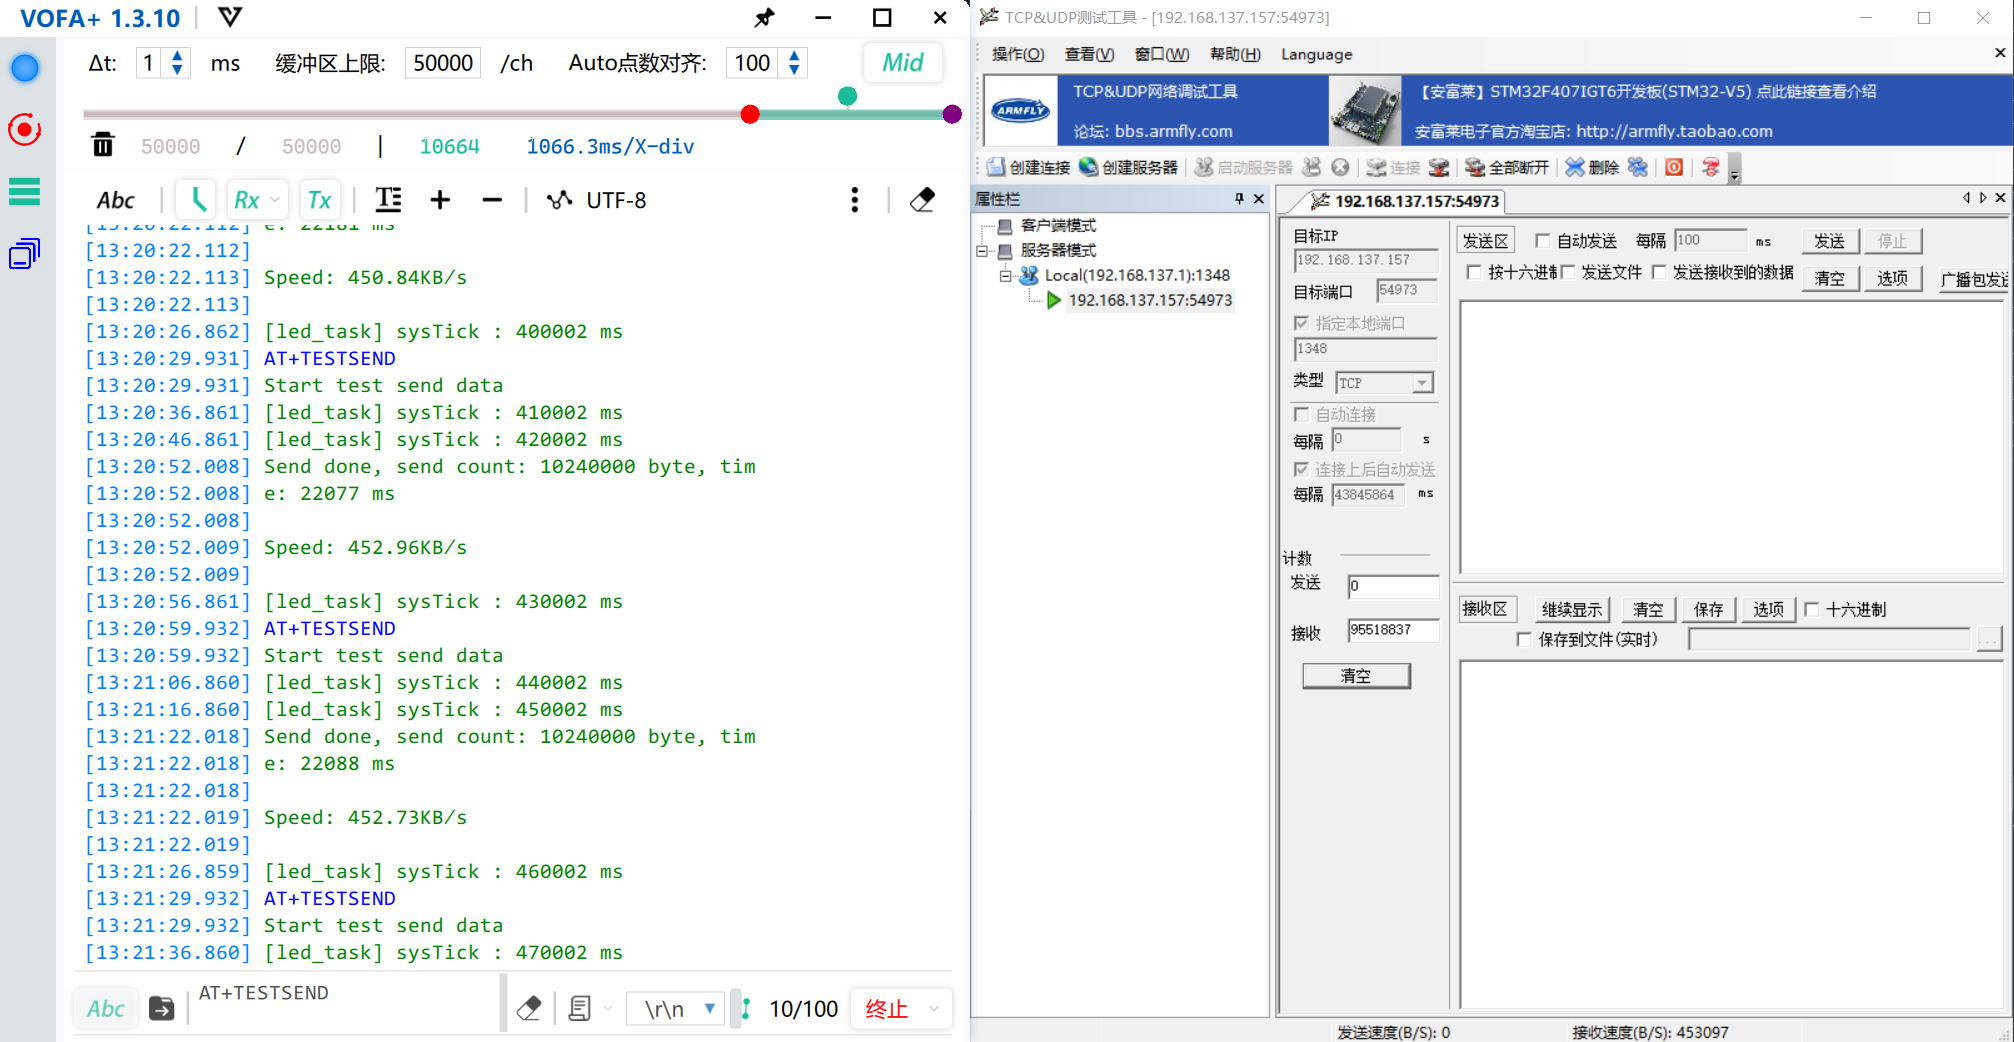 VOFA+ 1.3.10
Δt: 1 ms 缓冲区上限: 50000 /ch Auto点数对齐: 100 Mid
50000 / 50000 | 10664 1066.3ms/X-div
Abc Rx Tx UTF-8
[13:20:22.112] e: 22181 ms
[13:20:22.112]
[13:20:22.113] Speed: 450.84KB/s
[13:20:22.113]
[13:20:26.862] [led_task] sysTick : 400002 ms
[13:20:29.931] AT+TESTSEND
[13:20:29.931] Start test send data
[13:20:36.861] [led_task] sysTick : 410002 ms
[13:20:46.861] [led_task] sysTick : 420002 ms
[13:20:52.008] Send done, send count: 10240000 byte, tim
[13:20:52.008] e: 22077 ms
[13:20:52.008]
[13:20:52.009] Speed: 452.96KB/s
[13:20:52.009]
[13:20:56.861] [led_task] sysTick : 430002 ms
[13:20:59.932] AT+TESTSEND
[13:20:59.932] Start test send data
[13:21:06.860] [led_task] sysTick : 440002 ms
[13:21:16.860] [led_task] sysTick : 450002 ms
[13:21:22.018] Send done, send count: 10240000 byte, tim
[13:21:22.018] e: 22088 ms
[13:21:22.018]
[13:21:22.019] Speed: 452.73KB/s
[13:21:22.019]
[13:21:26.859] [led_task] sysTick : 460002 ms
[13:21:29.932] AT+TESTSEND
[13:21:29.932] Start test send data
[13:21:36.860] [led_task] sysTick : 470002 ms
Abc AT+TESTSEND \r\n 10/100 终止
TCP&UDP测试工具 - [192.168.137.157:54973]
操作(O) 查看(V) 窗口(W) 帮助(H) Language
ARMFLY
TCP&UDP网络调试工具
论坛: bbs.armfly.com
【安富莱】STM32F407IGT6开发板(STM32-V5) 点此链接查看介绍
安富莱电子官方淘宝店: http://armfly.taobao.com
创建连接 创建服务器 启动服务器 连接 全部断开 删除
属性栏
客户端模式
服务器模式
Local(192.168.137.1):1348
192.168.137.157:54973
192.168.137.157:54973
目标IP
192.168.137.157
目标端口 54973
指定本地端口
1348
类型 TCP
自动连接
每隔 0 s
连接上后自动发送
每隔 43845864 ms
计数
发送 0
接收 95518837
清空
发送区 自动发送 每隔 100 ms 发送 停止
按十六进制 发送文件 发送接收到的数据 清空 选项 广播包发送
接收区 继续显示 清空 保存 选项 十六进制
保存到文件(实时) ...
发送速度(B/S): 0 接收速度(B/S): 453097